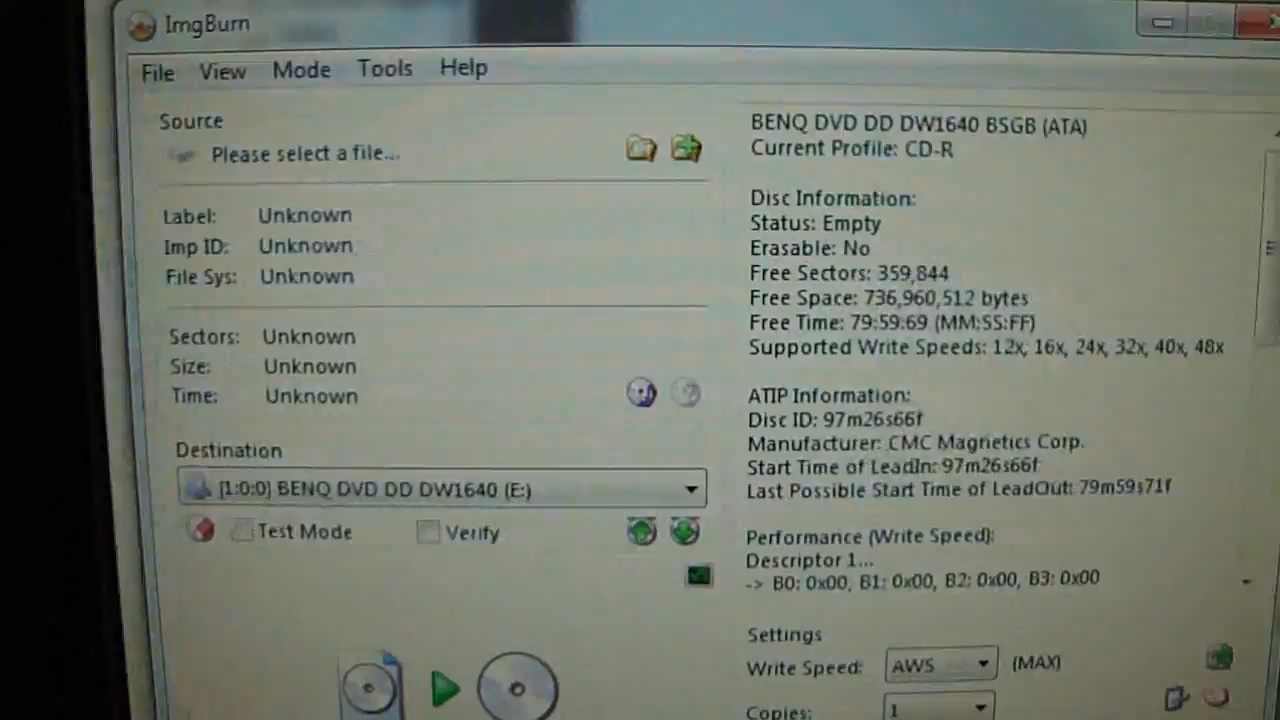 ImgBurn
File View Mode Tools Help
Source
Please select a file...
Label: Unknown
Imp ID: Unknown
File Sys: Unknown
Sectors: Unknown
Size: Unknown
Time: Unknown
Destination
[1:0:0] BENQ DVD DD DW1640 (E:)
Test Mode Verify
BENQ DVD DD DW1640 BSGB (ATA)
Current Profile: CD-R
Disc Information:
Status: Empty
Erasable: No
Free Sectors: 359,844
Free Space: 736,960,512 bytes
Free Time: 79:59:69 (MM:SS:FF)
Supported Write Speeds: 12x, 16x, 24x, 32x, 40x, 48x
ATIP Information:
Disc ID: 97m26s66f
Manufacturer: CMC Magnetics Corp.
Start Time of LeadIn: 97m26s66f
Last Possible Start Time of LeadOut: 79m59s71f
Performance (Write Speed):
Descriptor 1...
-> B0: 0x00, B1: 0x00, B2: 0x00, B3: 0x00
Settings
Write Speed: AWS (MAX)
Copies: 1